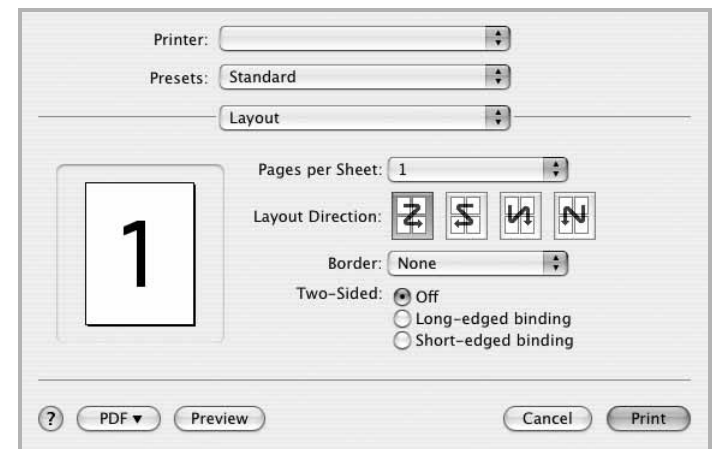 Printer:
Presets: Standard
Layout
Pages per Sheet: 1
1
Layout Direction:
Border: None
Two-Sided: Off
Long-edged binding
Short-edged binding
? PDF▼ Preview Cancel Print